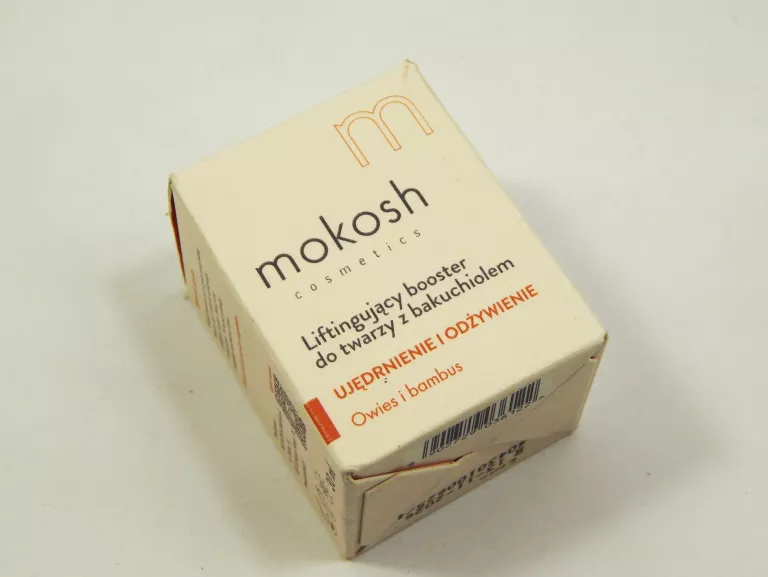 m
mokosh
cosmetics
Liftingujący booster
do twarzy z bakuchiolem
UJĘDRNIENIE I ODŻYWIENIE
Owies i bambus